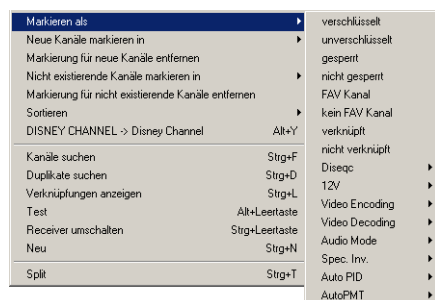 Markieren als
Neue Kanäle markieren in
Markierung für neue Kanäle entfernen
Nicht existierende Kanäle markieren in
Markierung für nicht existierende Kanäle entfernen
Sortieren
DISNEY CHANNEL -> Disney Channel Alt+Y
Kanäle suchen Strg+F
Duplikate suchen Strg+D
Verknüpfungen anzeigen Strg+L
Test Alt+Leertaste
Receiver umschalten Strg+Leertaste
Neu Strg+N
Split Strg+T
verschlüsselt
unverschlüsselt
gesperrt
nicht gesperrt
FAV Kanal
kein FAV Kanal
verknüpft
nicht verknüpft
Diseqc
12V
Video Encoding
Video Decoding
Audio Mode
Spec. Inv.
Auto PID
AutoPMT